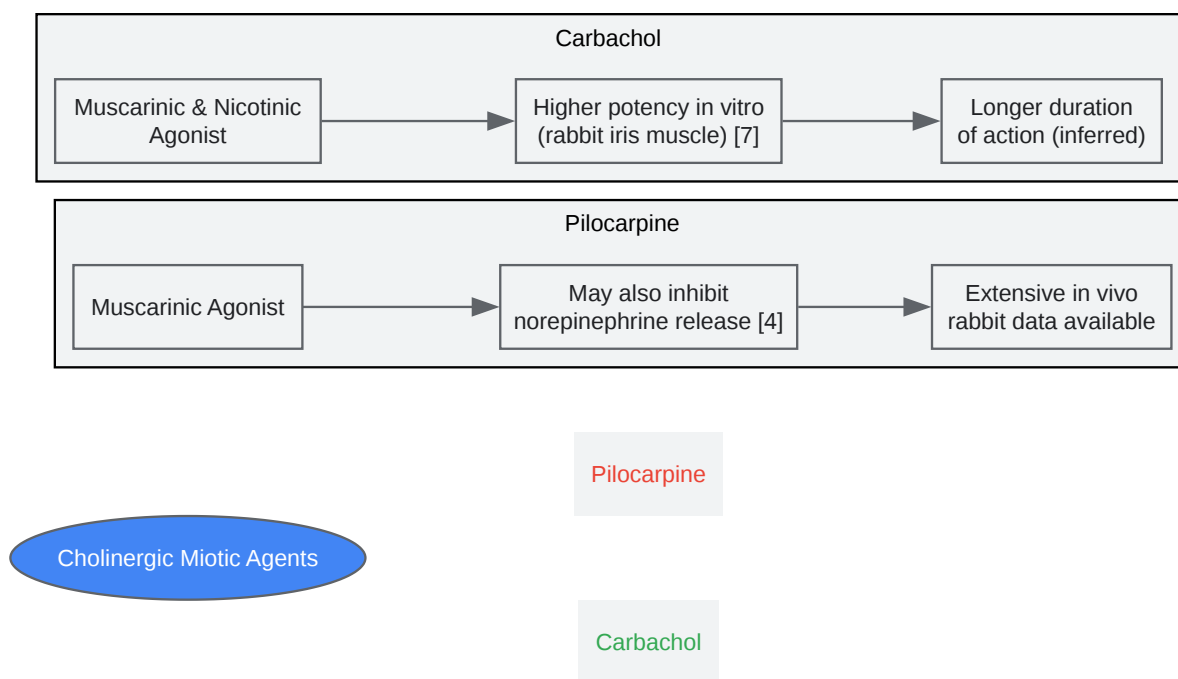 Carbachol
Muscarinic & Nicotinic
Agonist
Higher potency in vitro
(rabbit iris muscle) [7]
Longer duration
of action (inferred)
Pilocarpine
Muscarinic Agonist
May also inhibit
norepinephrine release [4]
Extensive in vivo
rabbit data available
Pilocarpine
Cholinergic Miotic Agents
Carbachol